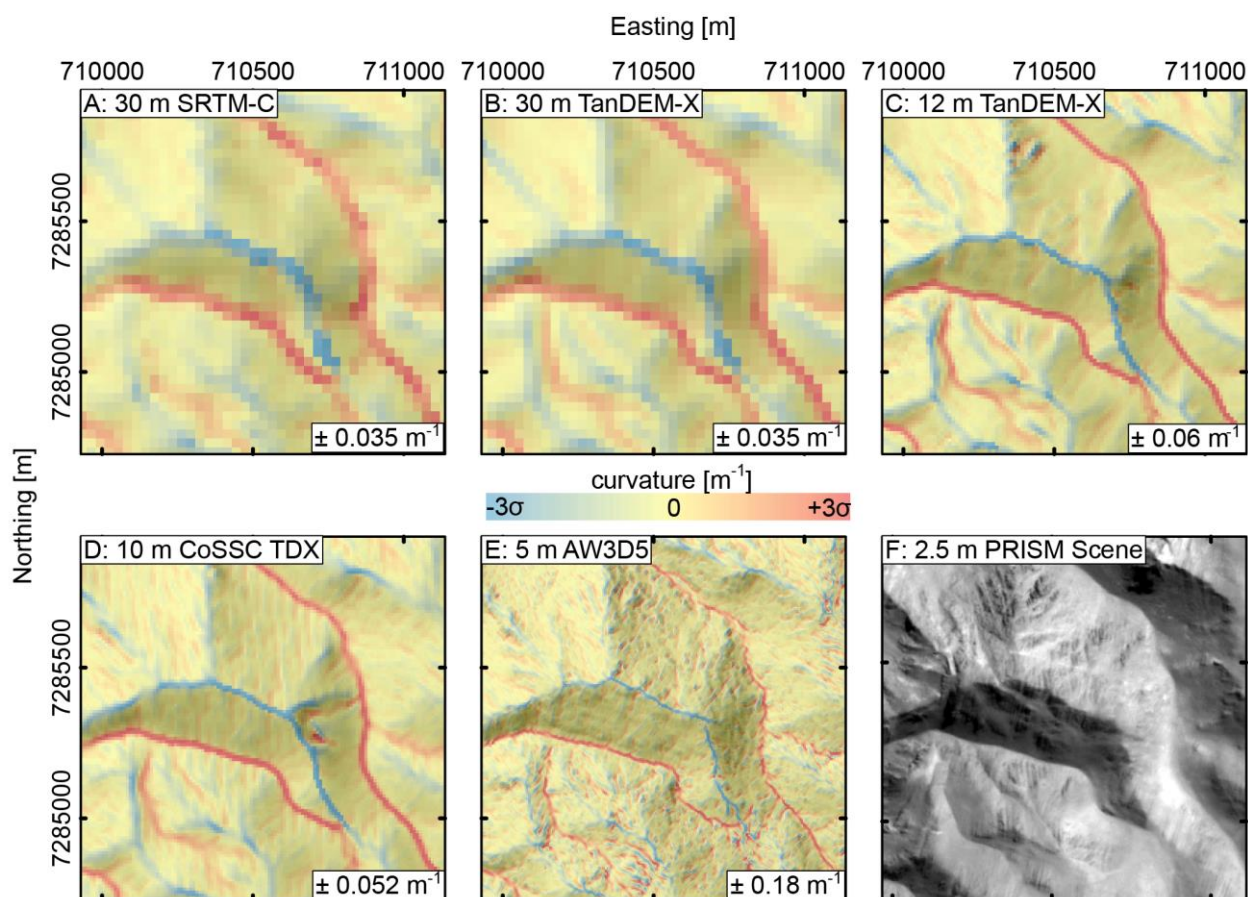 Easting [m]
710000 710500 711000 710000 710500 711000 710000 710500 711000
A: 30 m SRTM-C B: 30 m TanDEM-X C: 12 m TanDEM-X
7285500
7285000
± 0.035 m⁻¹ ± 0.035 m⁻¹ ± 0.06 m⁻¹
Northing [m]
curvature [m⁻¹]
-3σ 0 +3σ
D: 10 m CoSSC TDX E: 5 m AW3D5 F: 2.5 m PRISM Scene
7285500
7285000
± 0.052 m⁻¹ ± 0.18 m⁻¹